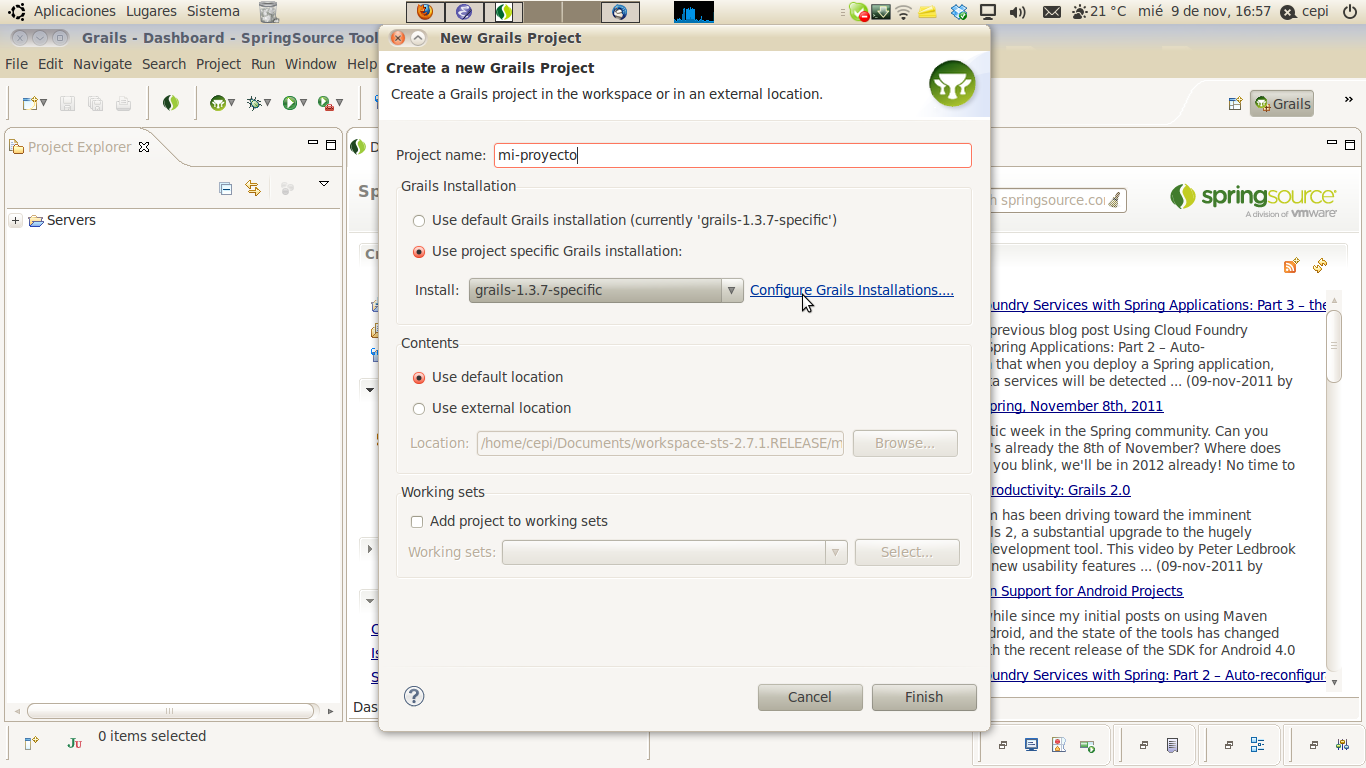 Aplicaciones Lugares Sistema
21 °C mié 9 de nov, 16:57 cepi
Grails - Dashboard - SpringSource Tool
New Grails Project
File Edit Navigate Search Project Run Window Help
Create a new Grails Project
Create a Grails project in the workspace or in an external location.
Grails
Project Explorer
D
Servers
Project name: mi-proyecto
Grails Installation
Use default Grails installation (currently 'grails-1.3.7-specific')
Use project specific Grails installation:
Install: grails-1.3.7-specific Configure Grails Installations....
Contents
Use default location
Use external location
Location: /home/cepi/Documents/workspace-sts-2.7.1.RELEASE/m Browse...
Working sets
Add project to working sets
Working sets: Select...
Cancel Finish
Sp
Cr
C
Is
S
Das
h springsource.co
springsource
A division of vmware
oundry Services with Spring Applications: Part 3 – the
previous blog post Using Cloud Foundry
Spring Applications: Part 2 – Auto-
that when you deploy a Spring application,
ta services will be detected ... (09-nov-2011 by
pring, November 8th, 2011
tic week in the Spring community. Can you
's already the 8th of November? Where does
you blink, we'll be in 2012 already! No time to
roductivity: Grails 2.0
m has been driving toward the imminent
ls 2, a substantial upgrade to the hugely
evelopment tool. This video by Peter Ledbrook
new usability features ... (09-nov-2011 by
n Support for Android Projects
while since my initial posts on using Maven
droid, and the state of the tools has changed
th the recent release of the SDK for Android 4.0
oundry Services with Spring: Part 2 – Auto-reconfigur
JU 0 items selected